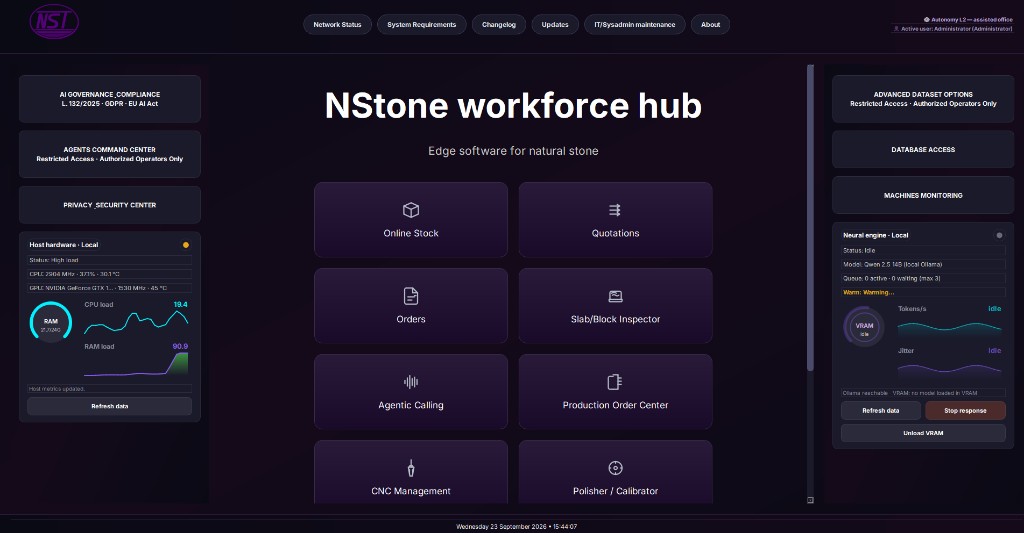 NST
Network Status
System Requirements
Changelog
Updates
IT/Sysadmin maintenance
About
Autonomy L2 — assisted office
Active user: Administrator (Administrator)
AI GOVERNANCE_COMPLIANCE
L. 132/2025 · GDPR · EU AI Act
AGENTS COMMAND CENTER
Restricted Access · Authorized Operators Only
PRIVACY_SECURITY CENTER
Host hardware · Local
Status: High load
2904 MHz
30.1 °C
NVIDIA GeForce GTX 1... · 1530 MHz · 45 °C
RAM
CPU load
19.4
RAM load
90.9
Host metrics updated.
Refresh data
NStone workforce hub
Edge software for natural stone
Online Stock
Quotations
Orders
Slab/Block Inspector
Agentic Calling
Production Order Center
CNC Management
Polisher / Calibrator
ADVANCED DATASET OPTIONS
Restricted Access · Authorized Operators Only
DATABASE ACCESS
MACHINES MONITORING
Neural engine · Local
Status: Idle
Model: Qwen 2.5 14B (local Ollama)
Queue: 0 active · 0 waiting (max 3)
Warm: Warming...
VRAM
Idle
Tokens/s
Idle
Jitter
Idle
Ollama reachable VRAM: no model loaded in VRAM
Refresh data
Stop response
Unload VRAM
Wednesday 23 September 2026 • 15:44:07